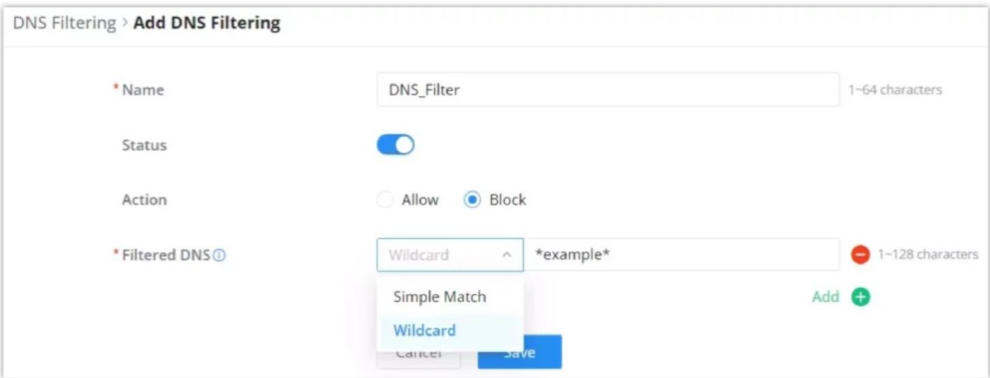 DNS Filtering > Add DNS Filtering
* Name DNS_Filter 1~64 characters
Status
Action Allow Block
* Filtered DNS Wildcard *example* 1~128 characters
Simple Match Add
Wildcard
Cancel Save